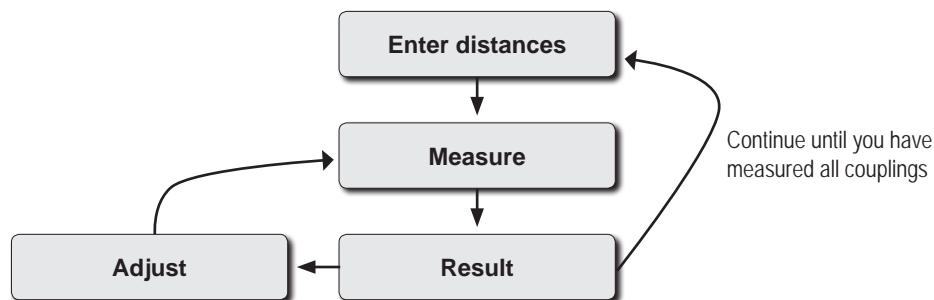 Enter distances
Measure
Continue until you have
measured all couplings
Adjust
Result